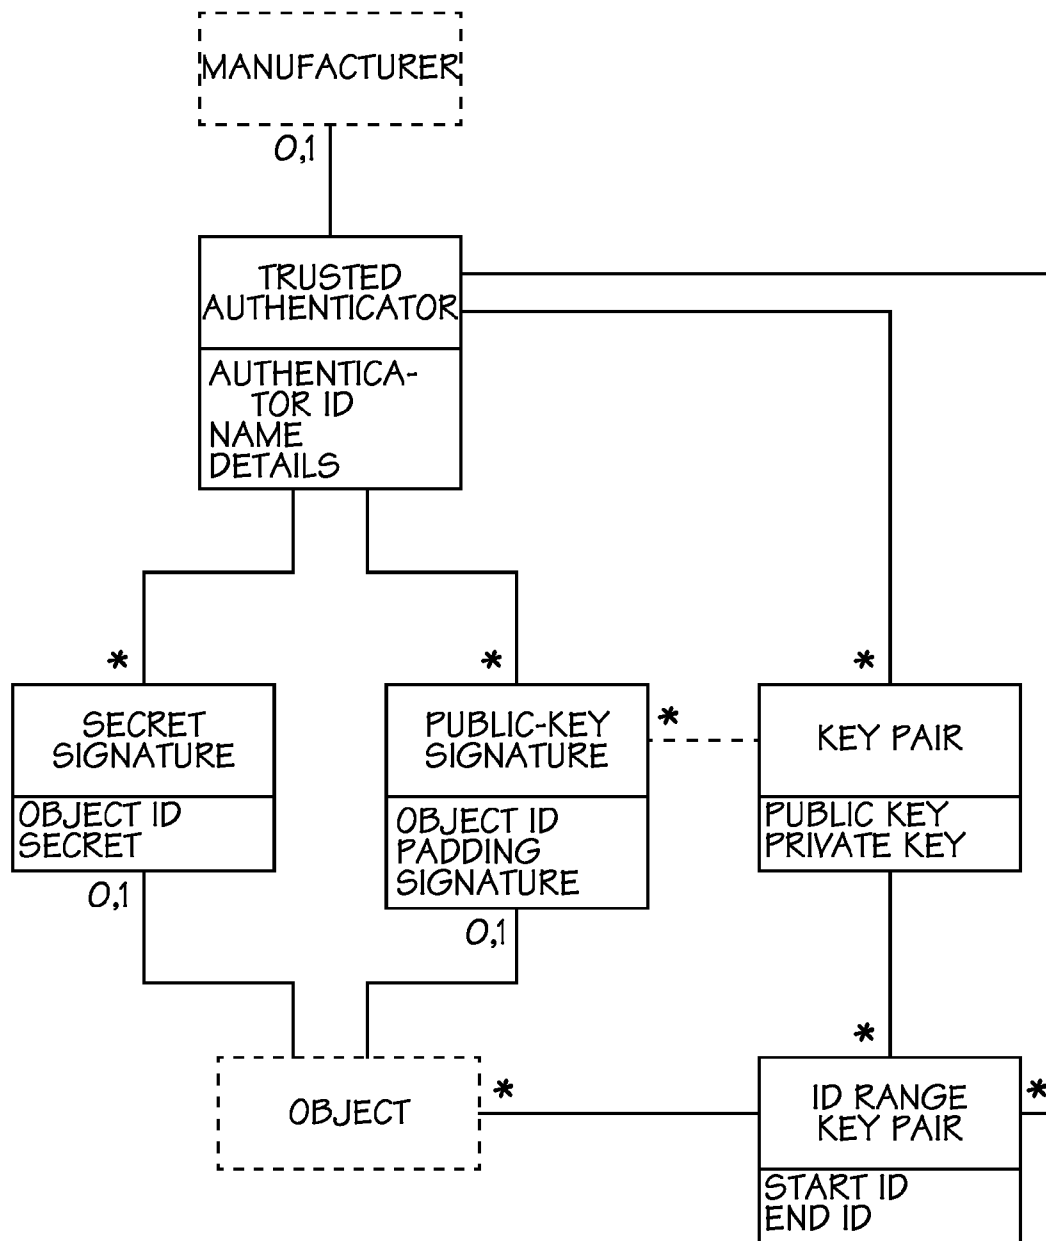 MANUFACTURER
0,1
TRUSTED
AUTHENTICATOR
AUTHENTICA-
TOR ID
NAME
DETAILS
*
*
*
SECRET
SIGNATURE
OBJECT ID
SECRET
0,1
PUBLIC-KEY
SIGNATURE
OBJECT ID
PADDING
SIGNATURE
0,1
*
KEY PAIR
PUBLIC KEY
PRIVATE KEY
*
OBJECT
*
ID RANGE
KEY PAIR
*
START ID
END ID